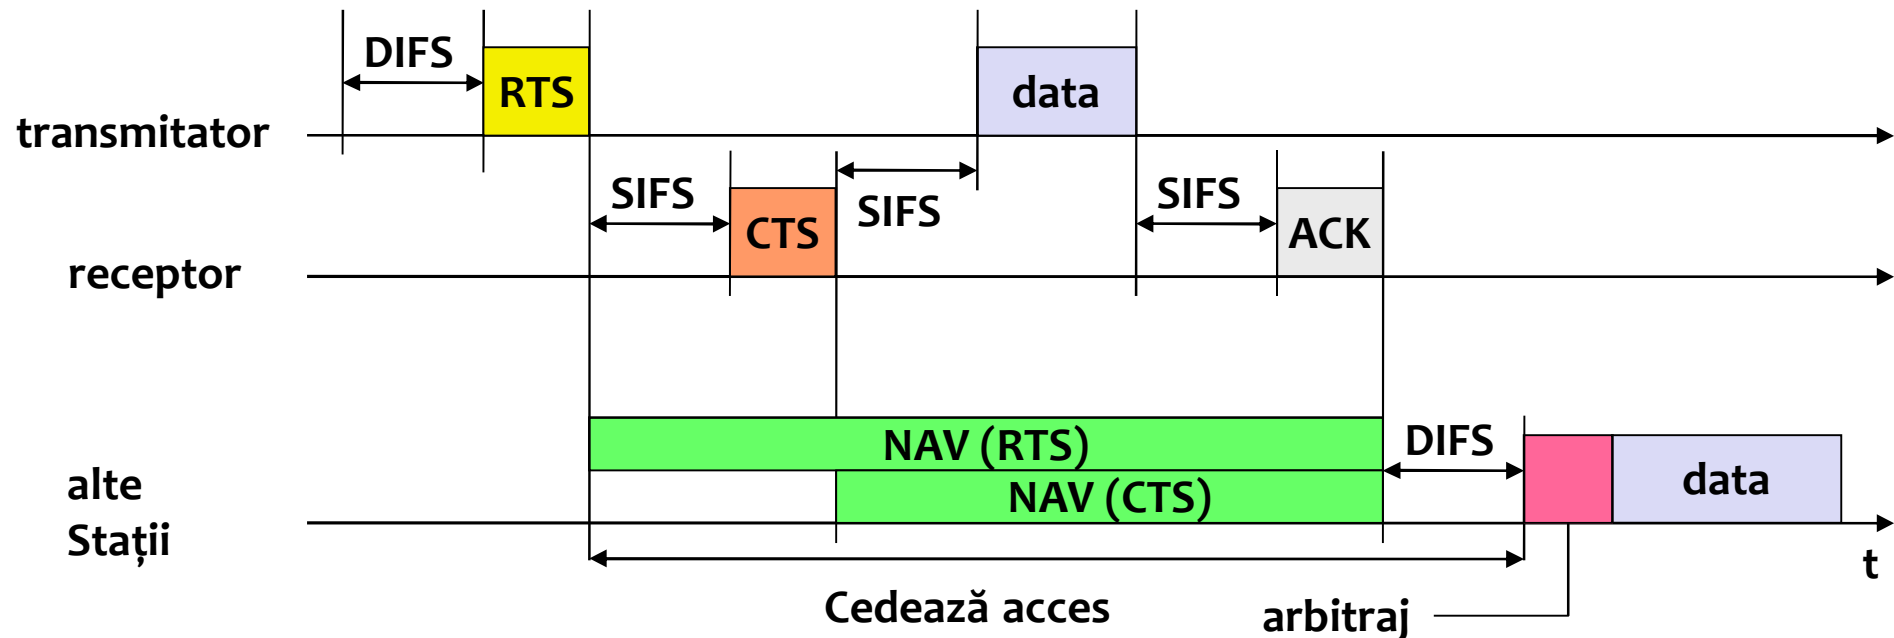 DIFS
RTS
data
transmitator
SIFS
CTS
SIFS
SIFS
ACK
receptor
NAV (RTS)
DIFS
NAV (CTS)
data
alte
Stații
t
Cedează acces
arbitraj